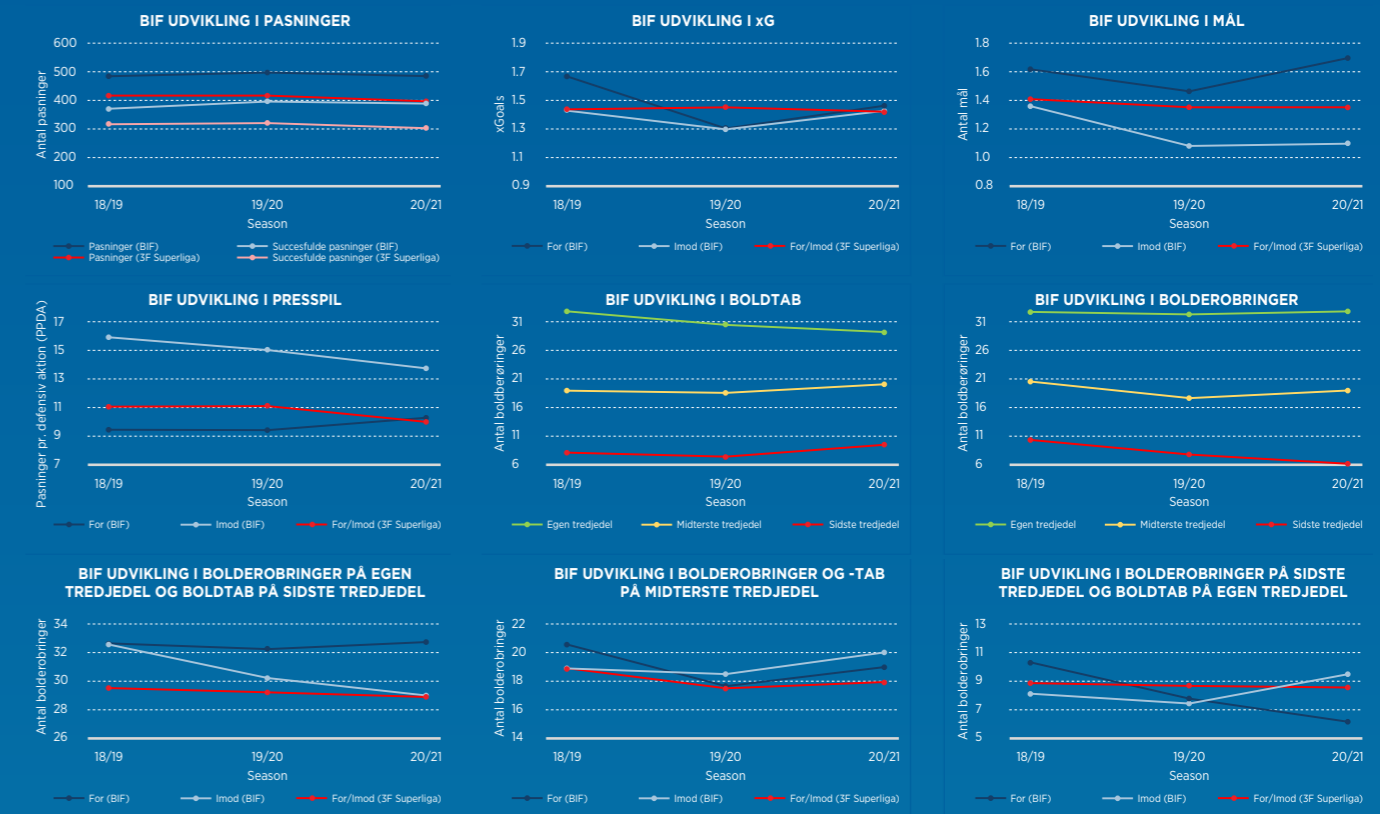 BIF UDVIKLING I PASNINGER
Antal pasninger
600
500
400
300
200
100
18/19
19/20
20/21
Season
Pasninger (BIF)
Succesfulde pasninger (BIF)
Pasninger (3F Superliga)
Succesfulde pasninger (3F Superliga)
BIF UDVIKLING I xG
xGoals
1.9
1.7
1.5
1.3
1.1
0.9
18/19
19/20
20/21
Season
For (BIF)
Imod (BIF)
For/Imod (3F Superliga)
BIF UDVIKLING I MÅL
Antal mål
1.8
1.6
1.4
1.2
1.0
0.8
18/19
19/20
20/21
Season
For (BIF)
Imod (BIF)
For/Imod (3F Superliga)
BIF UDVIKLING I PRESSPIL
Pasninger pr. defensiv aktion (PPDA)
17
15
13
11
9
7
18/19
19/20
20/21
Season
For (BIF)
Imod (BIF)
For/Imod (3F Superliga)
BIF UDVIKLING I BOLDTAB
Antal boldberøringer
31
26
21
16
11
6
18/19
19/20
20/21
Season
Egen tredjedel
Midterste tredjedel
Sidste tredjedel
BIF UDVIKLING I BOLDEROBRINGER
Antal boldberøringer
31
26
21
16
11
6
18/19
19/20
20/21
Season
Egen tredjedel
Midterste tredjedel
Sidste tredjedel
BIF UDVIKLING I BOLDEROBRINGER PÅ EGEN
TREDJEDEL OG BOLDTAB PÅ SIDSTE TREDJEDEL
Antal bolderobringer
34
32
30
28
26
18/19
19/20
20/21
Season
For (BIF)
Imod (BIF)
For/Imod (3F Superliga)
BIF UDVIKLING I BOLDEROBRINGER OG -TAB
PÅ MIDTERSTE TREDJEDEL
Antal bolderobringer
22
20
18
16
14
18/19
19/20
20/21
Season
For (BIF)
Imod (BIF)
For/Imod (3F Superliga)
BIF UDVIKLING I BOLDEROBRINGER PÅ SIDSTE
TREDJEDEL OG BOLDTAB PÅ EGEN TREDJEDEL
Antal bolderobringer
13
11
9
7
5
18/19
19/20
20/21
Season
For (BIF)
Imod (BIF)
For/Imod (3F Superliga)